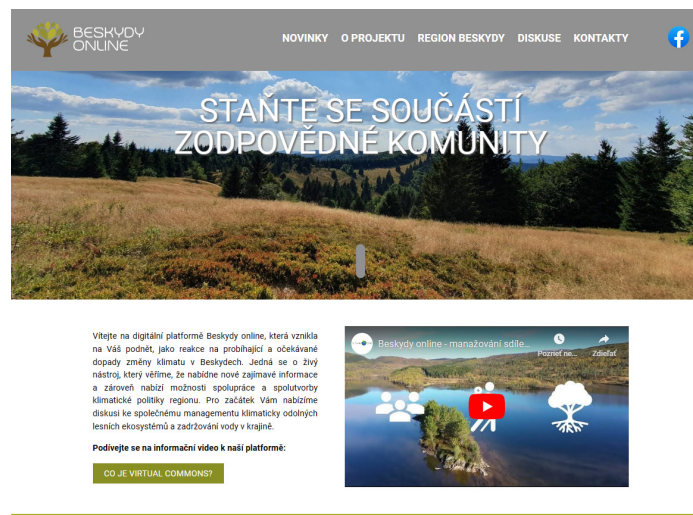 BESKYDY
ONLINE
NOVINKY O PROJEKTU REGION BESKYDY DISKUSE KONTAKTY
STAŇTE SE SOUČÁSTÍ
ZODPOVĚDNÉ KOMUNITY
Vítejte na digitální platformě Beskydy online, která vznikla
na Váš podnět, jako reakce na probíhající a očekávané
dopady změny klimatu v Beskydech. Jedná se o živý
nástroj, který věříme, že nabídne nové zajímavé informace
a zároveň nabízí možnosti spolupráce a spolutvorby
klimatické politiky regionu. Pro začátek Vám nabízíme
diskusi ke společnému managementu klimaticky odolných
lesních ekosystémů a zadržování vody v krajině.
Podívejte se na informační video k naší platformě:
CO JE VIRTUAL COMMONS?
Beskydy online - manažování sdíle...
Pozrieť ne...
Zdieľať